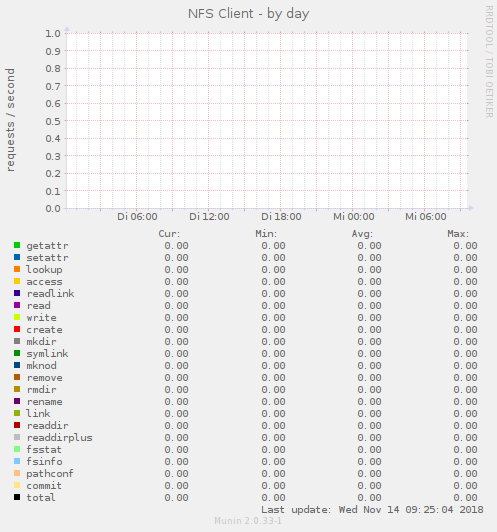 NFS Client - by day
RRDTOOL / TOBI OETIKER
requests / second
1.0
0.9
0.8
0.7
0.6
0.5
0.4
0.3
0.2
0.1
0.0
Di 06:00 Di 12:00 Di 18:00 Mi 00:00 Mi 06:00
Cur: Min: Avg: Max:
getattr 0.00 0.00 0.00 0.00
setattr 0.00 0.00 0.00 0.00
lookup 0.00 0.00 0.00 0.00
access 0.00 0.00 0.00 0.00
readlink 0.00 0.00 0.00 0.00
read 0.00 0.00 0.00 0.00
write 0.00 0.00 0.00 0.00
create 0.00 0.00 0.00 0.00
mkdir 0.00 0.00 0.00 0.00
symlink 0.00 0.00 0.00 0.00
mknod 0.00 0.00 0.00 0.00
remove 0.00 0.00 0.00 0.00
rmdir 0.00 0.00 0.00 0.00
rename 0.00 0.00 0.00 0.00
link 0.00 0.00 0.00 0.00
readdir 0.00 0.00 0.00 0.00
readdirplus 0.00 0.00 0.00 0.00
fsstat 0.00 0.00 0.00 0.00
fsinfo 0.00 0.00 0.00 0.00
pathconf 0.00 0.00 0.00 0.00
commit 0.00 0.00 0.00 0.00
total 0.00 0.00 0.00 0.00
Last update: Wed Nov 14 09:25:04 2018
Munin 2.0.33-1